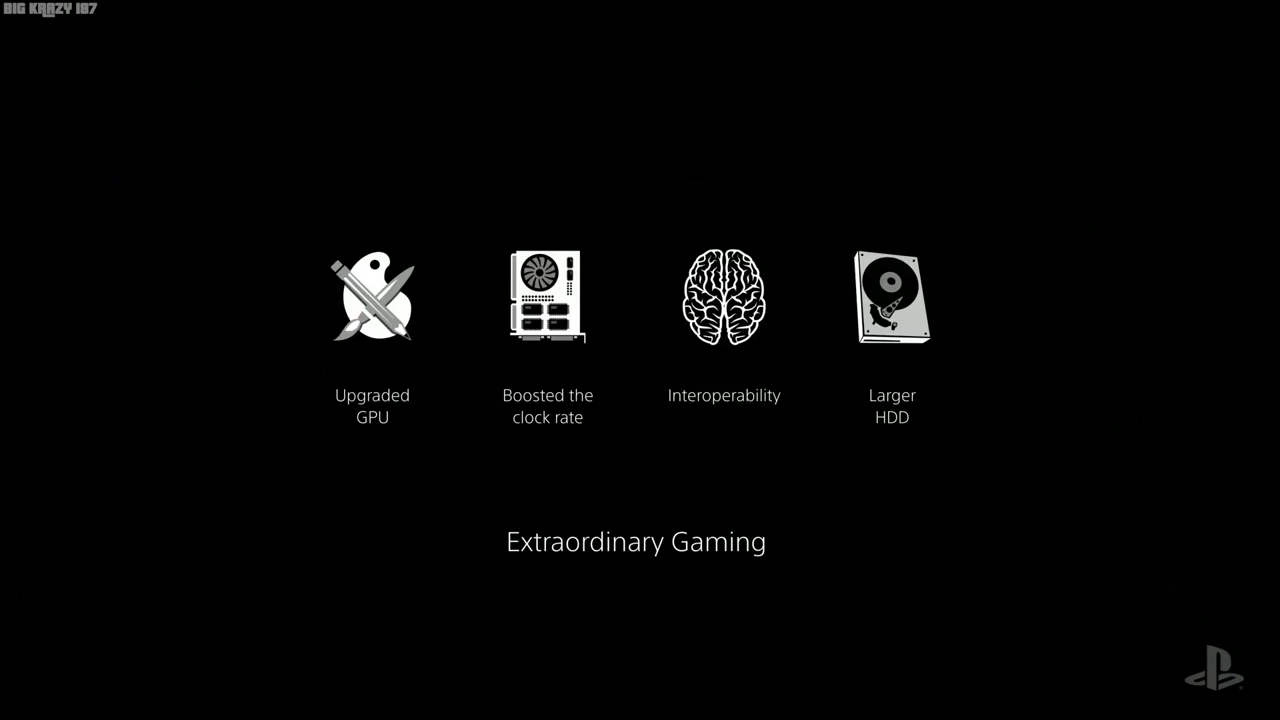 BIG KRAZY 187
Upgraded
GPU
Boosted the
clock rate
Interoperability
Larger
HDD
Extraordinary Gaming